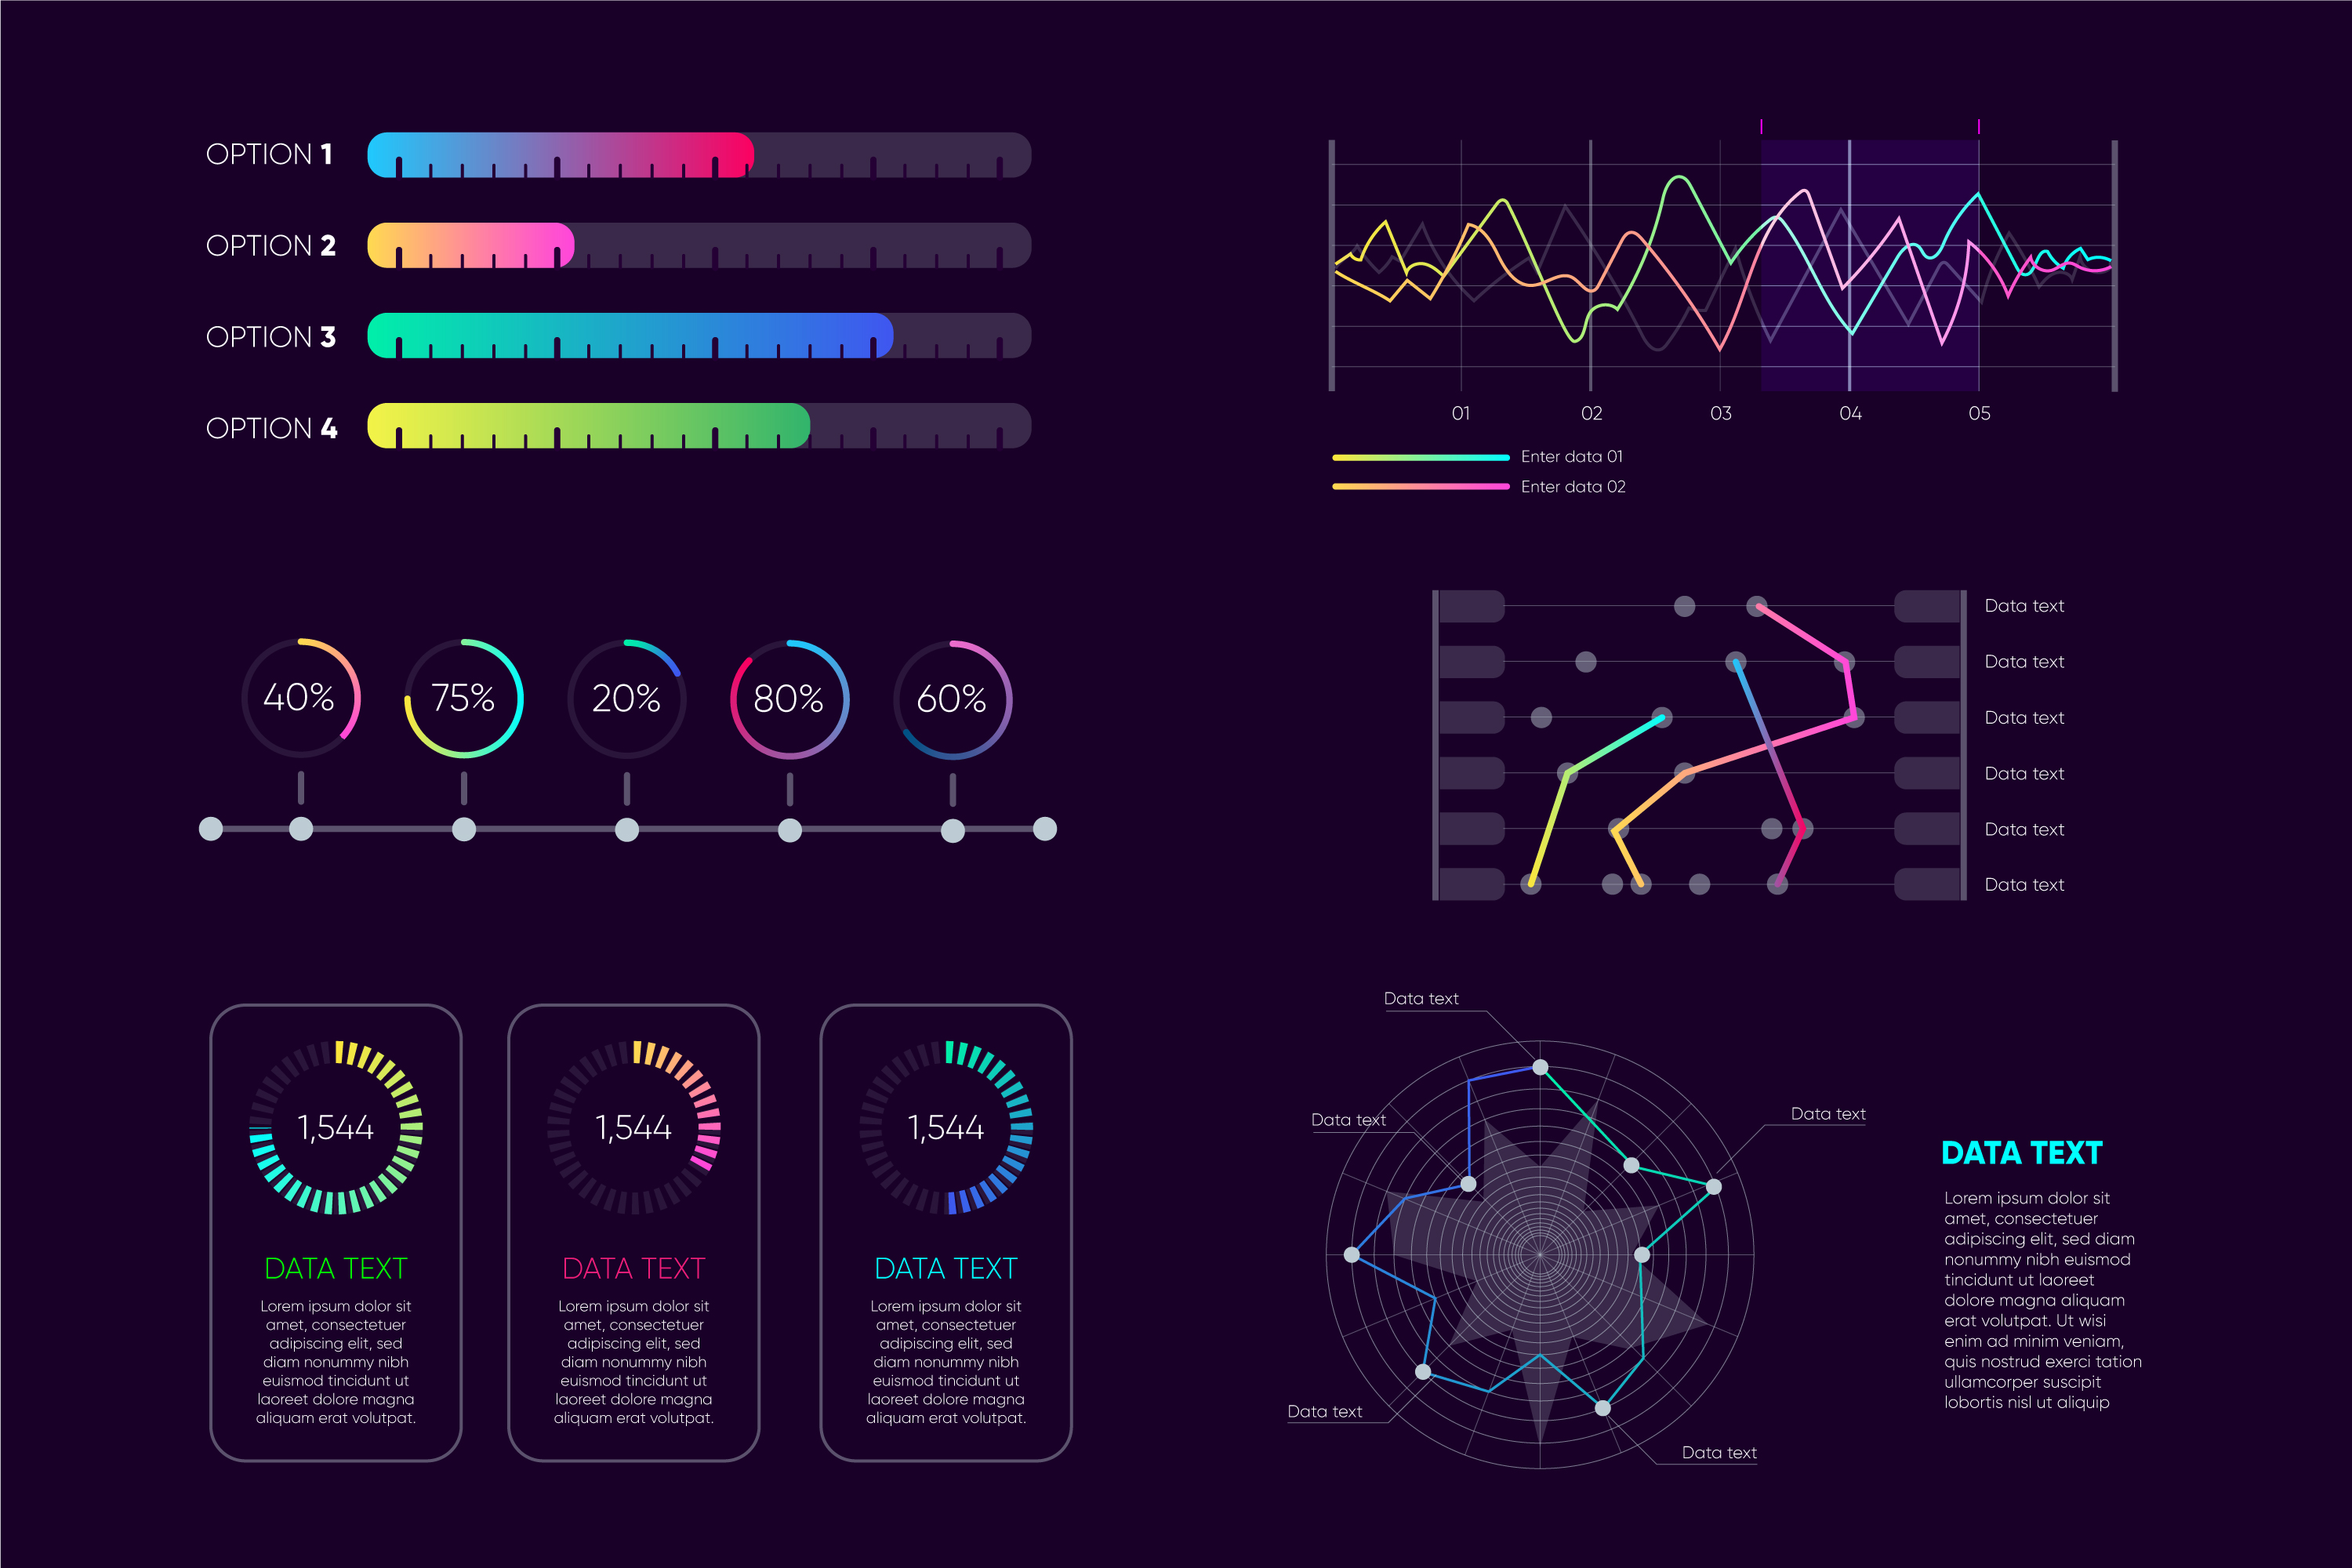 OPTION 1
OPTION 2
OPTION 3
OPTION 4
01 02 03 04 05
Enter data 01
Enter data 02
40% 75% 20% 80% 60%
Data text
Data text
Data text
Data text
Data text
Data text
1,544
DATA TEXT
Lorem ipsum dolor sit
amet, consectetuer
adipiscing elit, sed
diam nonummy nibh
euismod tincidunt ut
laoreet dolore magna
aliquam erat volutpat.
1,544
DATA TEXT
Lorem ipsum dolor sit
amet, consectetuer
adipiscing elit, sed
diam nonummy nibh
euismod tincidunt ut
laoreet dolore magna
aliquam erat volutpat.
1,544
DATA TEXT
Lorem ipsum dolor sit
amet, consectetuer
adipiscing elit, sed
diam nonummy nibh
euismod tincidunt ut
laoreet dolore magna
aliquam erat volutpat.
Data text
Data text
Data text
Data text
Data text
DATA TEXT
Lorem ipsum dolor sit
amet, consectetuer
adipiscing elit, sed diam
nonummy nibh euismod
tincidunt ut laoreet
dolore magna aliquam
erat volutpat. Ut wisi
enim ad minim veniam,
quis nostrud exerci tation
ullamcorper suscipit
lobortis nisl ut aliquip